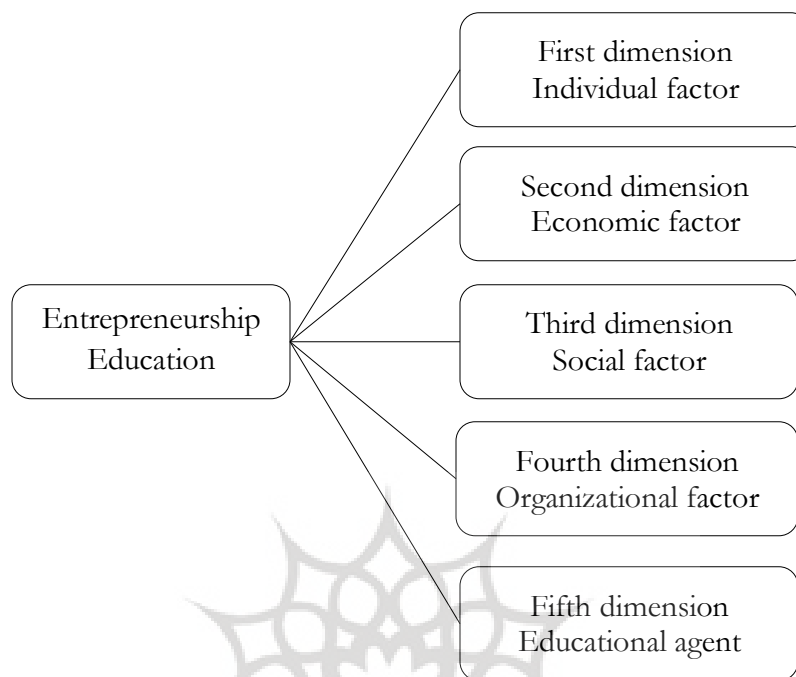 First dimension
Individual factor
Second dimension
Economic factor
Entrepreneurship
Education
Third dimension
Social factor
Fourth dimension
Organizational factor
Fifth dimension
Educational agent